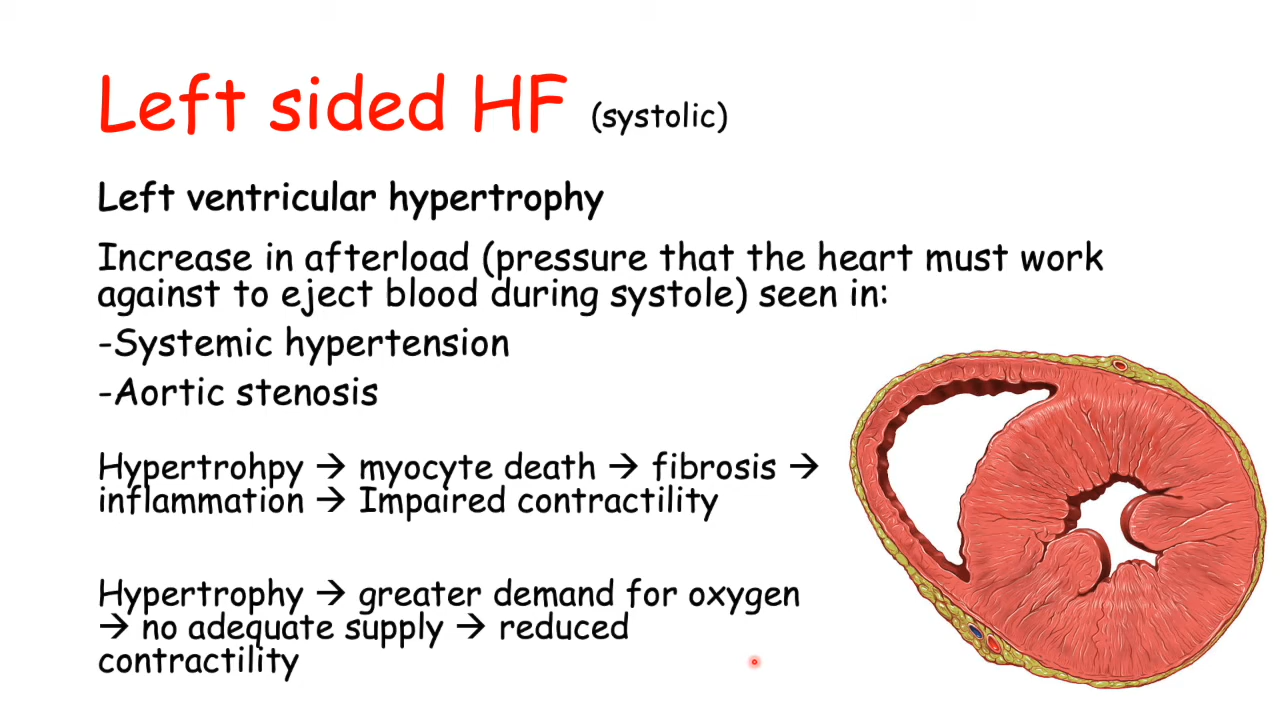 Left sided HF (systolic)
Left ventricular hypertrophy
Increase in afterload (pressure that the heart must work
against to eject blood during systole) seen in:
-Systemic hypertension
-Aortic stenosis
Hypertrohpy → myocyte death → fibrosis →
inflammation → Impaired contractility
Hypertrophy → greater demand for oxygen
→ no adequate supply → reduced
contractility